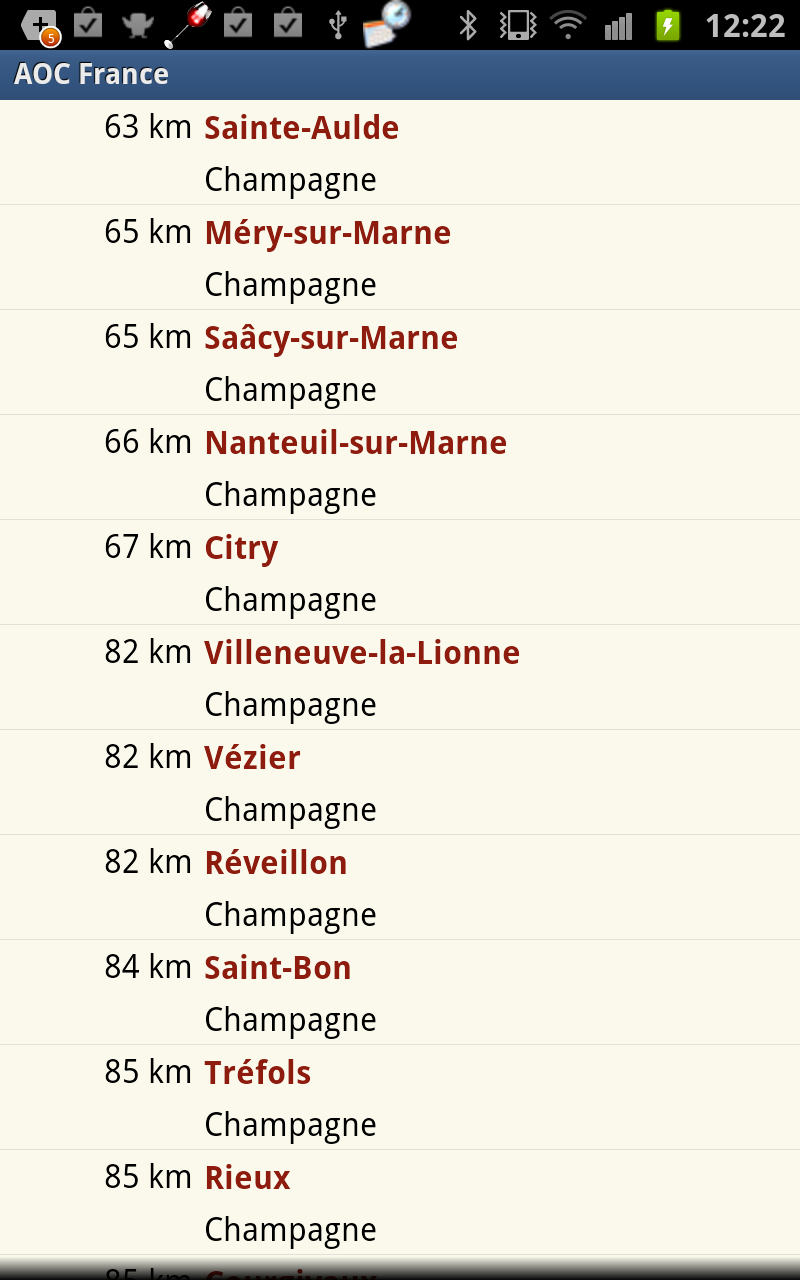 5
12:22
AOC France
63 km Sainte-Aulde
Champagne
65 km Méry-sur-Marne
Champagne
65 km Saâcy-sur-Marne
Champagne
66 km Nanteuil-sur-Marne
Champagne
67 km Citry
Champagne
82 km Villeneuve-la-Lionne
Champagne
82 km Vézier
Champagne
82 km Réveillon
Champagne
84 km Saint-Bon
Champagne
85 km Tréfols
Champagne
85 km Rieux
Champagne
85 km Courgivaux